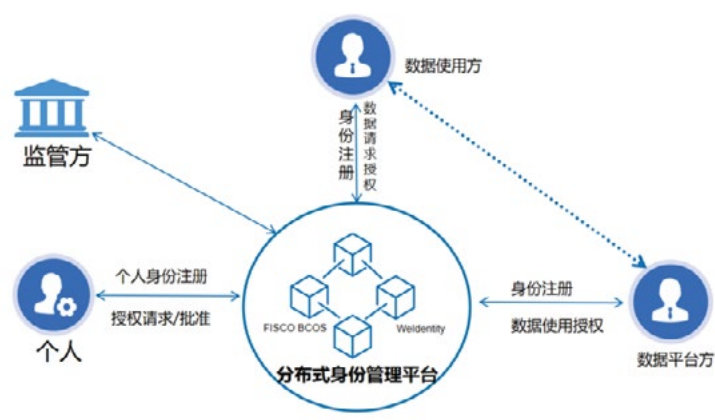 数据使用方
身份注册
数据请求授权
监管方
个人身份注册
授权请求/批准
个人
FISCO BCOS
WeIdentity
分布式身份管理平台
身份注册
数据使用授权
数据平台方